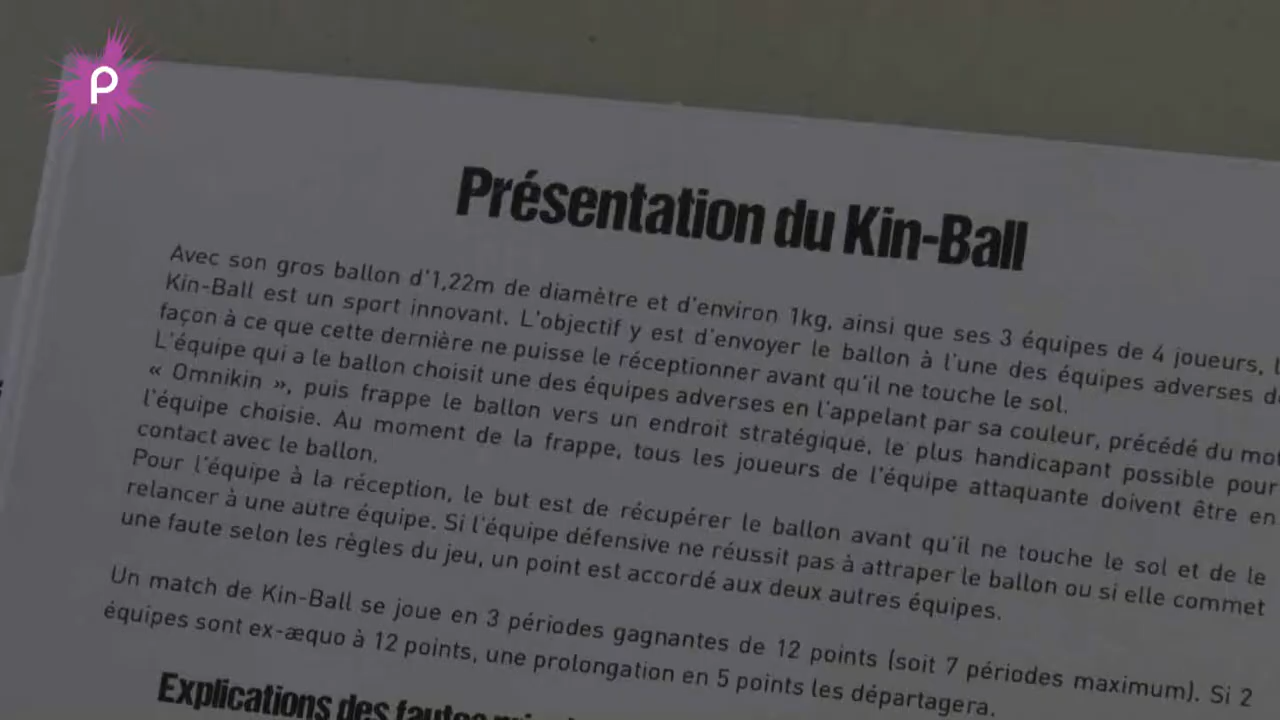 P
Présentation du Kin-Ball
Avec son gros ballon d'1,22m de diamètre et d'environ 1kg, ainsi que ses 3 équipes de 4 joueurs,
Kin-Ball est un sport innovant. L'objectif y est d'envoyer le ballon à l'une des équipes adverses
façon à ce que cette dernière ne puisse le réceptionner avant qu'il ne touche le sol.
L'équipe qui a le ballon choisit une des équipes adverses en l'appelant par sa couleur, précédé du
« Omnikin », puis frappe le ballon vers un endroit stratégique, le plus handicapant possible pour
l'équipe choisie. Au moment de la frappe, tous les joueurs de l'équipe attaquante doivent être en
contact avec le ballon.
Pour l'équipe à la réception, le but est de récupérer le ballon avant qu'il ne touche le sol et de le
relancer à une autre équipe. Si l'équipe défensive ne réussit pas à attraper le ballon ou si elle commet
une faute selon les règles du jeu, un point est accordé aux deux autres équipes.
Un match de Kin-Ball se joue en 3 périodes gagnantes de 12 points (soit 7 périodes maximum). Si 2
équipes sont ex-æquo à 12 points, une prolongation en 5 points les départagera.
Explications des fautes